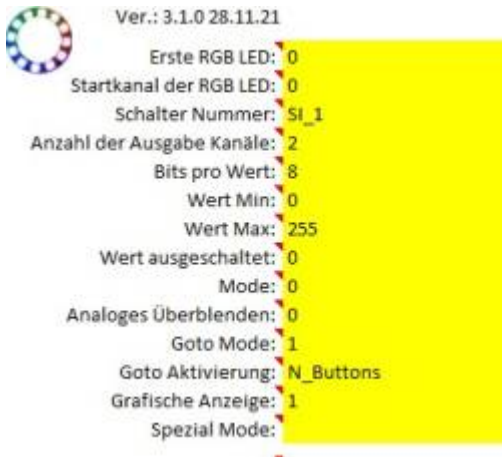 Ver.: 3.1.0 28.11.21
Erste RGB LED: 0
Startkanal der RGB LED: 0
Schalter Nummer: SI_1
Anzahl der Ausgabe Kanäle: 2
Bits pro Wert: 8
Wert Min: 0
Wert Max: 255
Wert ausgeschaltet: 0
Mode: 0
Analoges Überblenden: 0
Goto Mode: 1
Goto Aktivierung: N_Buttons
Grafische Anzeige: 1
Spezial Mode: